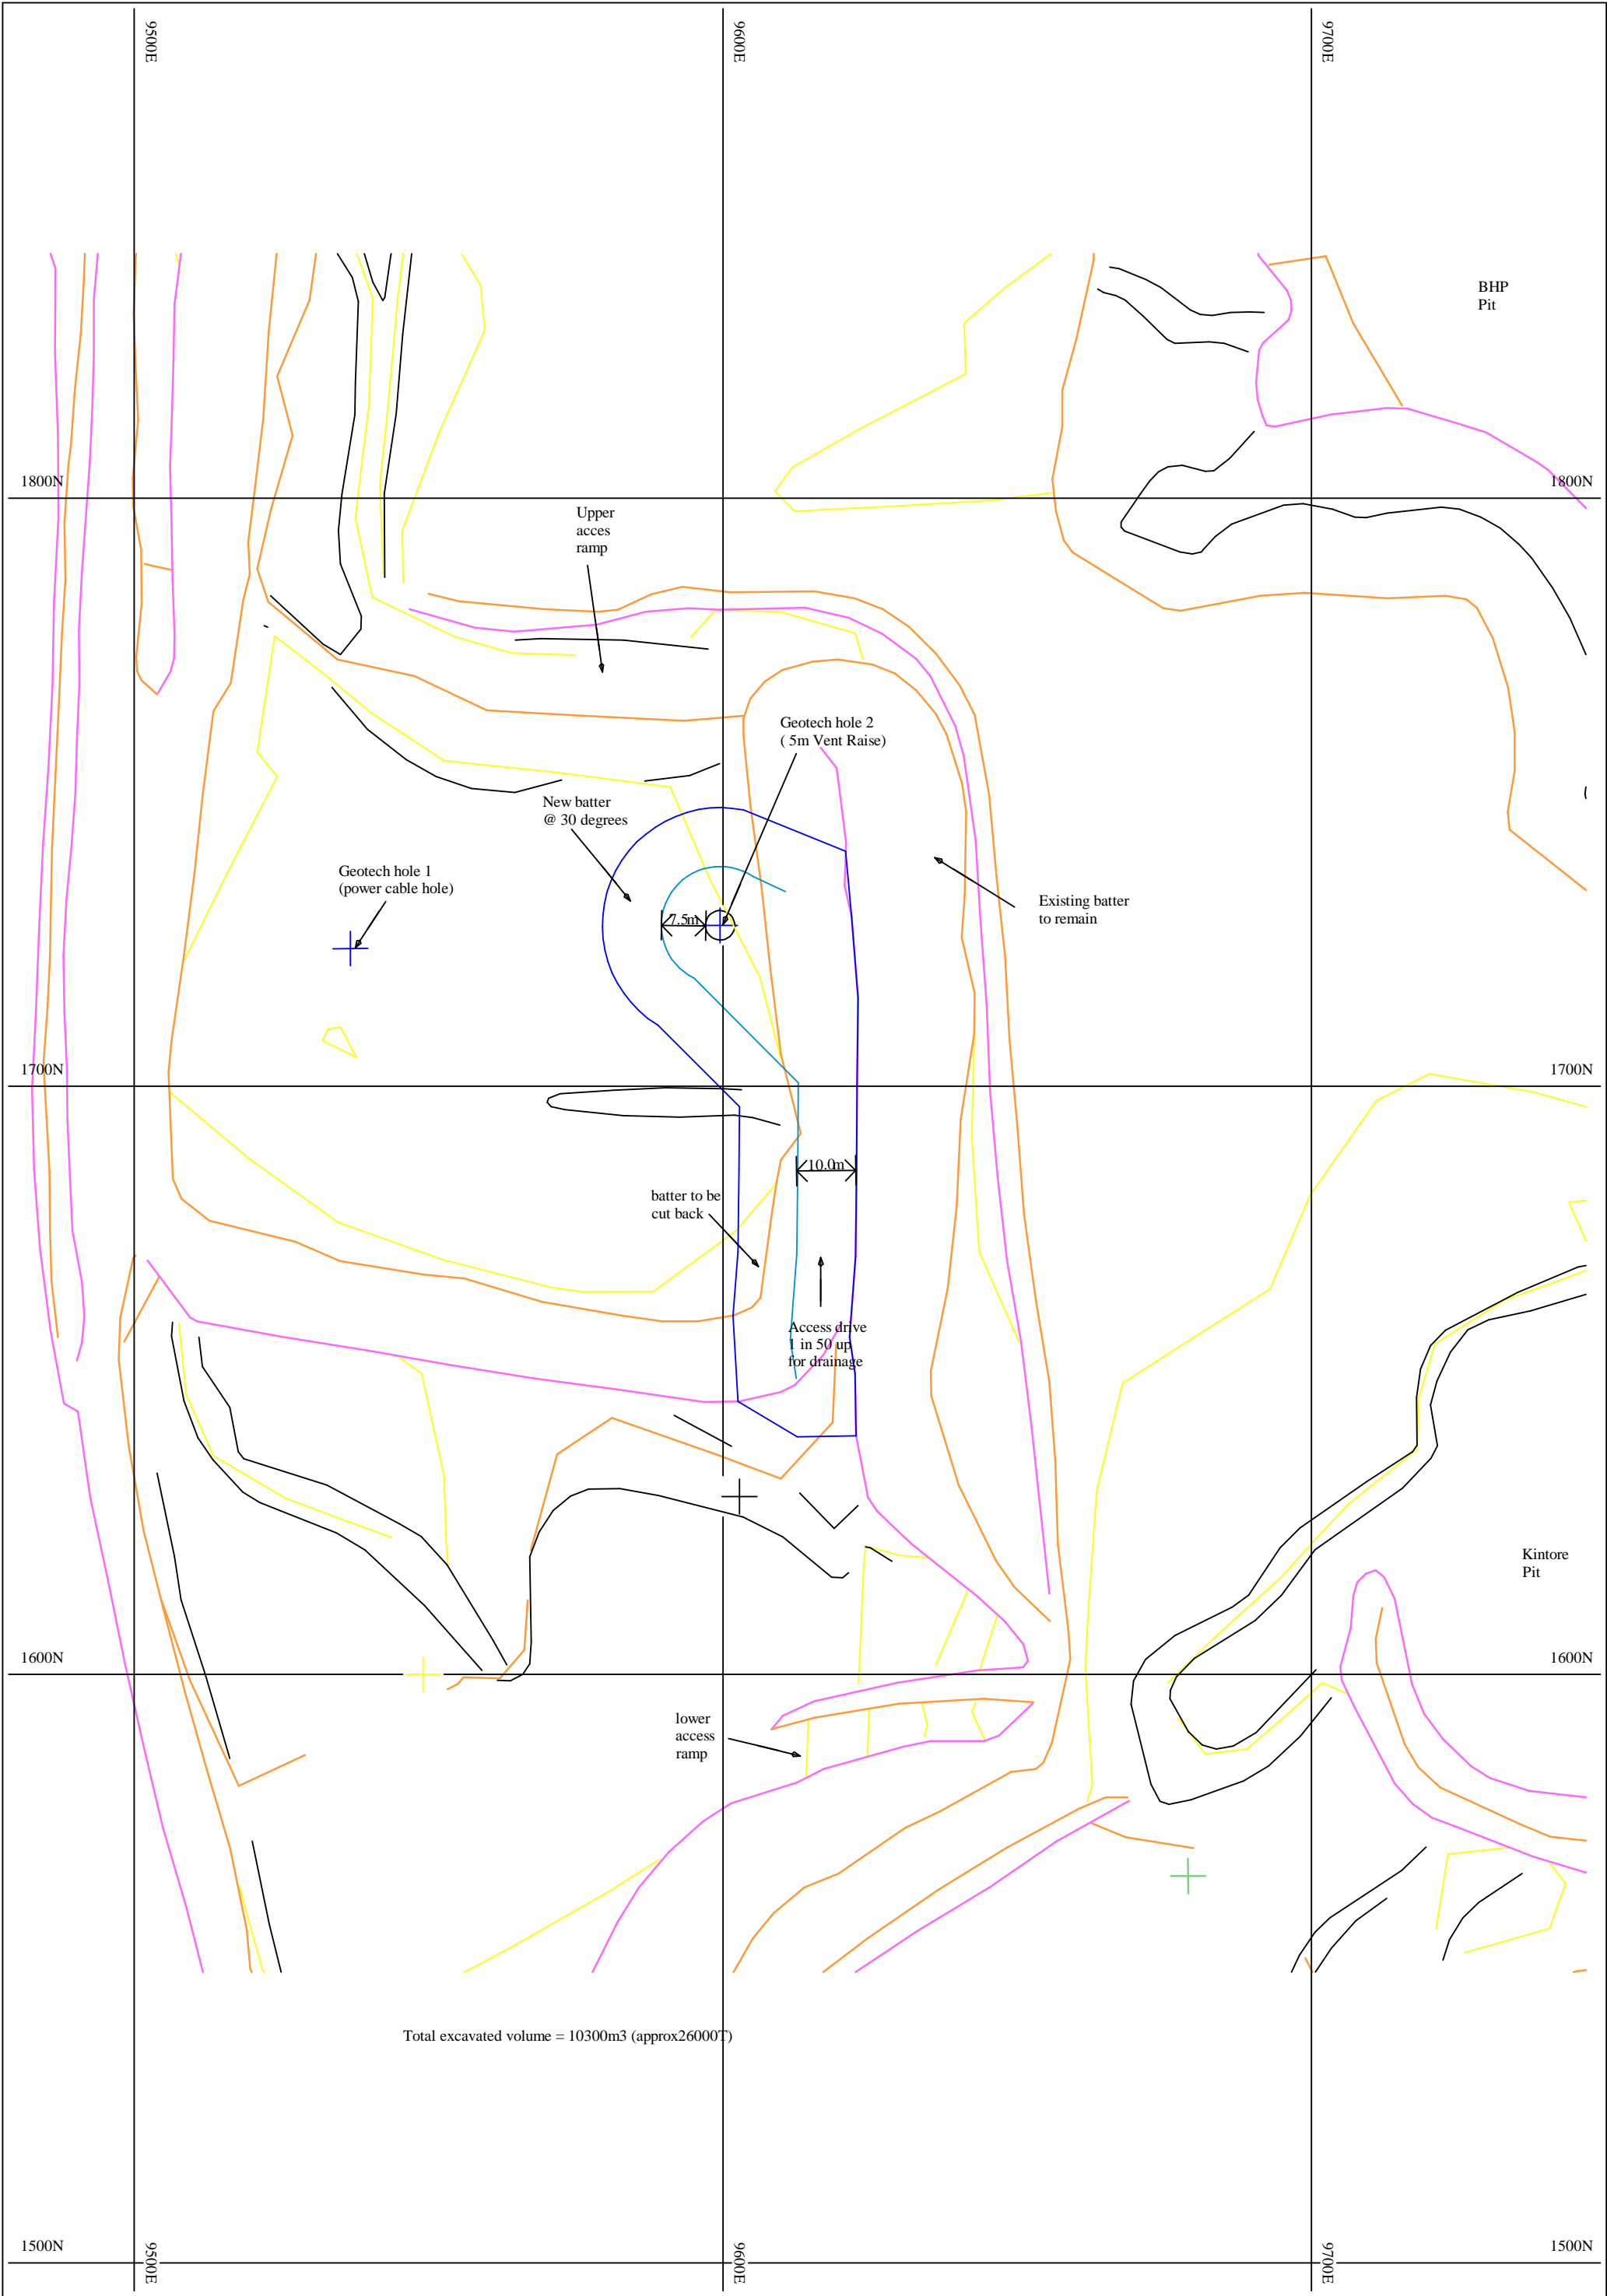 9500E
9600E
9700E
BHP
Pit
1800N
1800N
Upper
acces
ramp
Geotech hole 2
( 5m Vent Raise)
New batter
@ 30 degrees
Geotech hole 1
(power cable hole)
Existing batter
to remain
7.5m
1700N
1700N
10.0m
batter to be
cut back
Access drive
1 in 50 up
for drainage
Kintore
Pit
1600N
1600N
lower
access
ramp
Total excavated volume = 10300m3 (approx26000T)
1500N
1500N
9500E
9600E
9700E